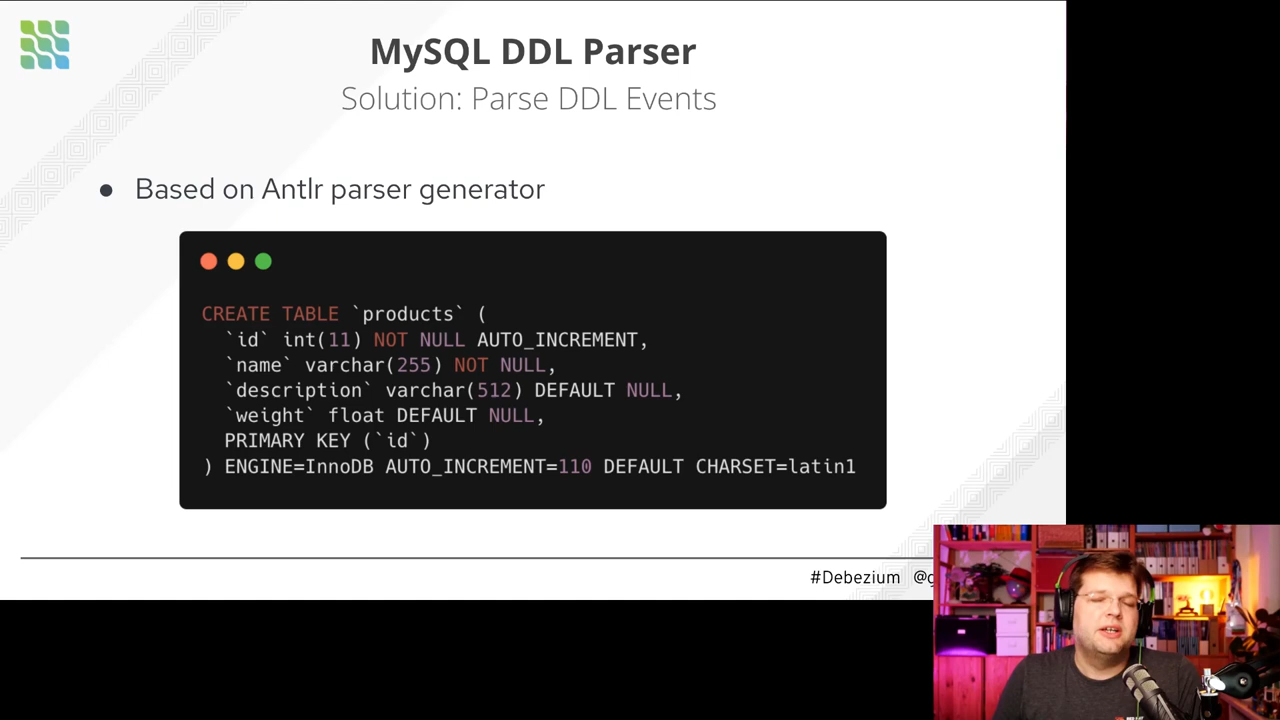 MySQL DDL Parser
Solution: Parse DDL Events
● Based on Antlr parser generator
CREATE TABLE `products` (
  `id` int(11) NOT NULL AUTO_INCREMENT,
  `name` varchar(255) NOT NULL,
  `description` varchar(512) DEFAULT NULL,
  `weight` float DEFAULT NULL,
  PRIMARY KEY (`id`)
) ENGINE=InnoDB AUTO_INCREMENT=110 DEFAULT CHARSET=latin1
#Debezium @g